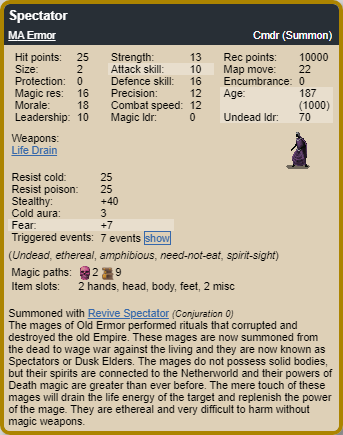 Spectator
MA Ermor Cmdr (Summon)
Hit points: 25 Strength: 13 Rec points: 10000
Size: 2 Attack skill: 10 Map move: 22
Protection: 0 Defence skill: 16 Encumbrance: 0
Magic res: 16 Precision: 12 Age: 187
Morale: 18 Combat speed: 12 (1000)
Leadership: 10 Magic ldr: 0 Undead ldr: 70
Weapons:
Life Drain
Resist cold: 25
Resist poison: 25
Stealthy: +40
Cold aura: 3
Fear: +7
Triggered events: 7 events show
(Undead, ethereal, amphibious, need-not-eat, spirit-sight)
Magic paths: 2 9
Item slots: 2 hands, head, body, feet, 2 misc
Summoned with Revive Spectator (Conjuration 0)
The mages of Old Ermor performed rituals that corrupted and
destroyed the old Empire. These mages are now summoned from
the dead to wage war against the living and they are now known as
Spectators or Dusk Elders. The mages do not possess solid bodies,
but their spirits are connected to the Netherworld and their powers of
Death magic are greater than ever before. The mere touch of these
mages will drain the life energy of the target and replenish the power
of the mage. They are ethereal and very difficult to harm without
magic weapons.